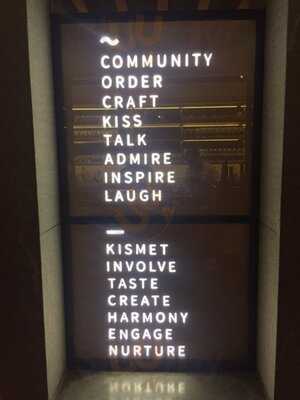 ~
COMMUNITY
ORDER
CRAFT
KISS
TALK
ADMIRE
INSPIRE
LAUGH
—
KISMET
INVOLVE
TASTE
CREATE
HARMONY
ENGAGE
NURTURE